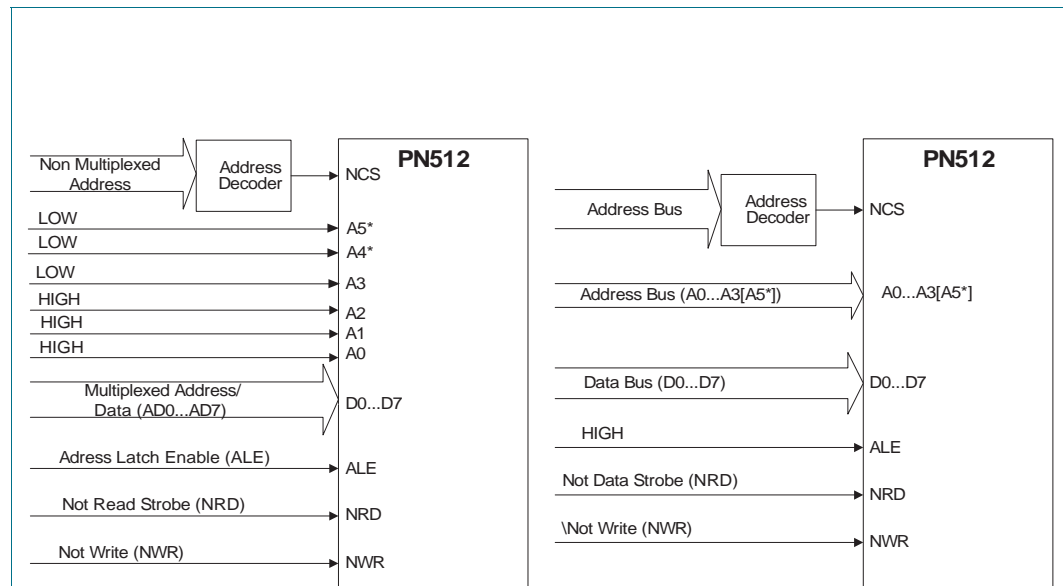 PN512
Non Multiplexed
Address
Address
Decoder
NCS
LOW
A5*
LOW
A4*
LOW
A3
HIGH
A2
HIGH
A1
HIGH
A0
Multiplexed Address/
Data (AD0...AD7)
D0...D7
Adress Latch Enable (ALE)
ALE
Not Read Strobe (NRD)
NRD
Not Write (NWR)
NWR
PN512
Address Bus
Address
Decoder
NCS
Address Bus (A0...A3[A5*])
A0...A3[A5*]
Data Bus (D0...D7)
D0...D7
HIGH
ALE
Not Data Strobe (NRD)
NRD
\Not Write (NWR)
NWR